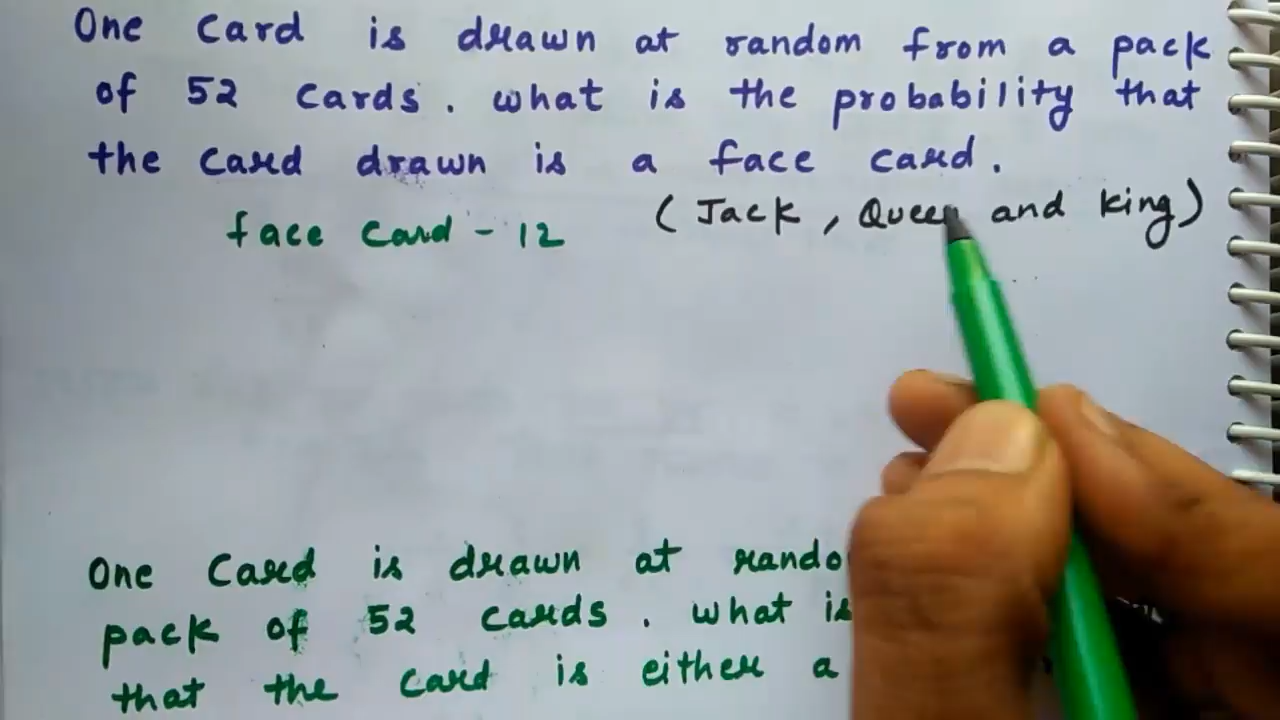 One Card is drawn at random from a pack
of 52 cards. what is the probability that
the card drawn is a face card.
(Jack, Queen and king)
face card - 12
One Card is drawn at
pack of 52 cards. what is
that the card is either a